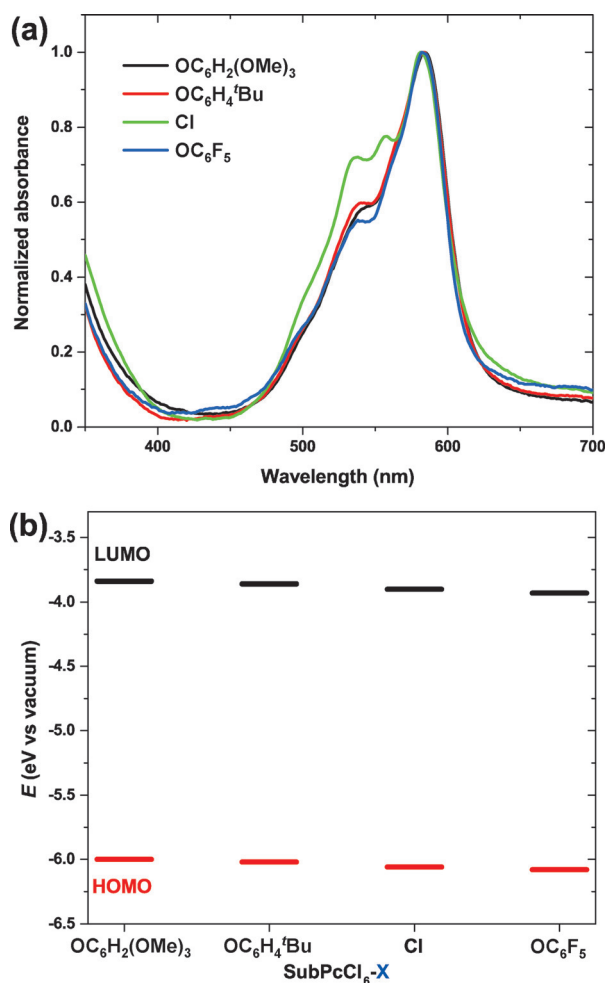 (a)
OC₆H₂(OMe)₃
OC₆H₄ᵗBu
Cl
OC₆F₅
Normalized absorbance
1.0
0.8
0.6
0.4
0.2
0.0
400 500 600 700
Wavelength (nm)
(b)
LUMO
HOMO
E (eV vs vacuum)
-3.5
-4.0
-4.5
-5.0
-5.5
-6.0
-6.5
OC₆H₂(OMe)₃ OC₆H₄ᵗBu Cl OC₆F₅
SubPcCl₆-X